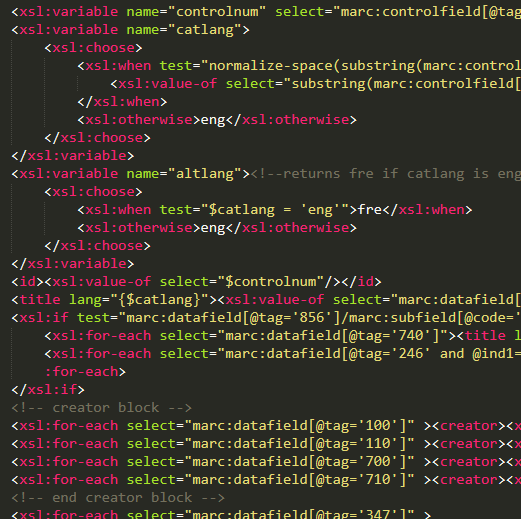 <xsl:variable name="controlnum" select="marc:controlfield[@tag
<xsl:variable name="catlang">
<xsl:choose>
<xsl:when test="normalize-space(substring(marc:control
<xsl:value-of select="substring(marc:controlfield[
</xsl:when>
<xsl:otherwise>eng</xsl:otherwise>
</xsl:choose>
</xsl:variable>
<xsl:variable name="altlang"><!--returns fre if catlang is eng
<xsl:choose>
<xsl:when test="$catlang = 'eng'">fre</xsl:when>
<xsl:otherwise>eng</xsl:otherwise>
</xsl:choose>
</xsl:variable>
<id><xsl:value-of select="$controlnum"/></id>
<title lang="{$catlang}"><xsl:value-of select="marc:datafield[
<xsl:if test="marc:datafield[@tag='856']/marc:subfield[@code='
<xsl:for-each select="marc:datafield[@tag='740']"><title l
<xsl:for-each select="marc:datafield[@tag='246' and @ind1=
:for-each>
</xsl:if>
<!-- creator block -->
<xsl:for-each select="marc:datafield[@tag='100']" ><creator><x
<xsl:for-each select="marc:datafield[@tag='110']" ><creator><x
<xsl:for-each select="marc:datafield[@tag='700']" ><creator><x
<xsl:for-each select="marc:datafield[@tag='710']" ><creator><x
<!-- end creator block -->
<xsl:for-each select="marc:datafield[@tag='347']" >